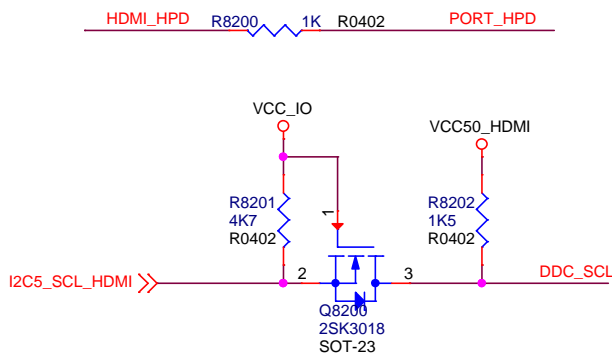 HDMI_HPD R8200 1K R0402 PORT_HPD
VCC_IO
VCC50_HDMI
R8201
4K7
R0402
1
R8202
1K5
R0402
I2C5_SCL_HDMI 2 3 DDC_SCL
Q8200
2SK3018
SOT-23